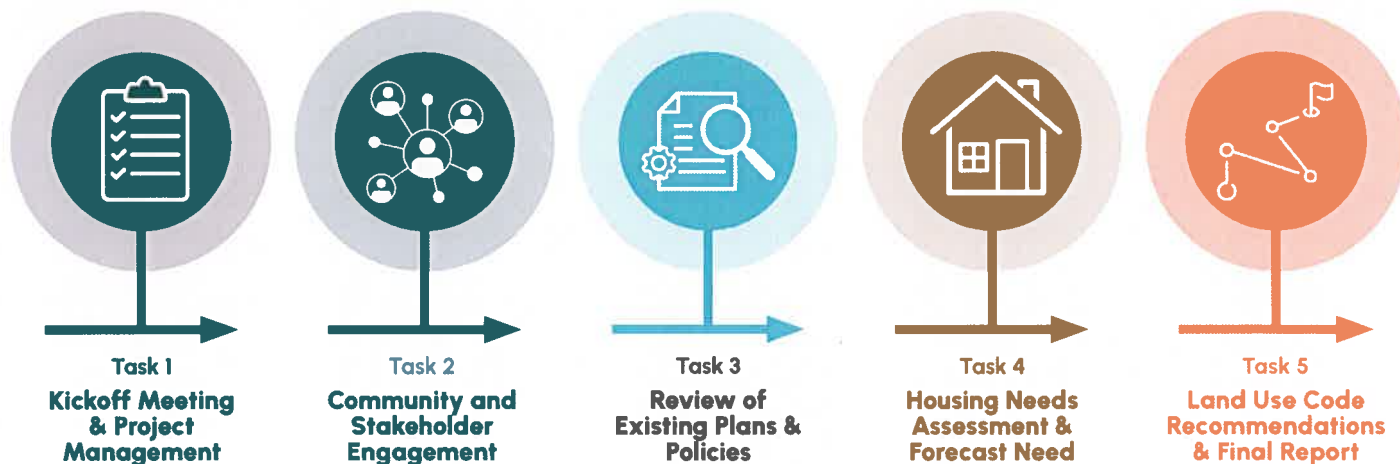 Task 1
Kickoff Meeting
& Project
Management
Task 2
Community and
Stakeholder
Engagement
Task 3
Review of
Existing Plans &
Policies
Task 4
Housing Needs
Assessment &
Forecast Need
Task 5
Land Use Code
Recommendations
& Final Report